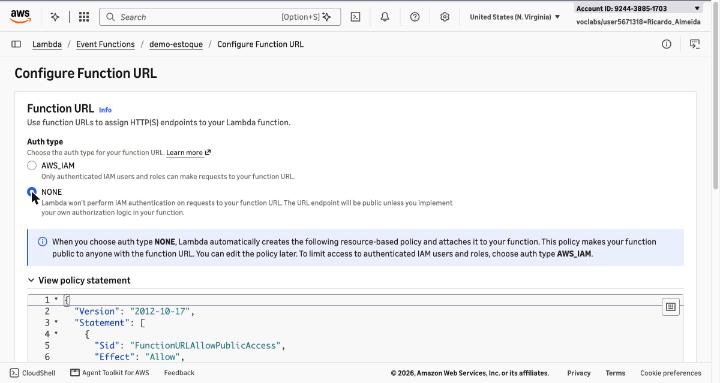 aws
Search
[Option+S]
United States (N. Virginia)
Account ID: 9244-3885-1703
voclabs/user5671318=Ricardo_Almeida
Lambda / Event Functions / demo-estoque / Configure Function URL
Configure Function URL
Function URL Info
Use function URLs to assign HTTP(S) endpoints to your Lambda function.
Auth type
Choose the auth type for your function URL. Learn more
AWS_IAM
Only authenticated IAM users and roles can make requests to your function URL.
NONE
Lambda won't perform IAM authentication on requests to your function URL. The URL endpoint will be public unless you implement
your own authorization logic in your function.
When you choose auth type NONE, Lambda automatically creates the following resource-based policy and attaches it to your function. This policy makes your function
public to anyone with the function URL. You can edit the policy later. To limit access to authenticated IAM users and roles, choose auth type AWS_IAM.
View policy statement
1 {
2 "Version": "2012-10-17",
3 "Statement": [
4 {
5 "Sid": "FunctionURLAllowPublicAccess",
6 "Effect": "Allow",
CloudShell
Agent Toolkit for AWS
Feedback
© 2026, Amazon Web Services, Inc. or its affiliates.
Privacy
Terms
Cookie preferences